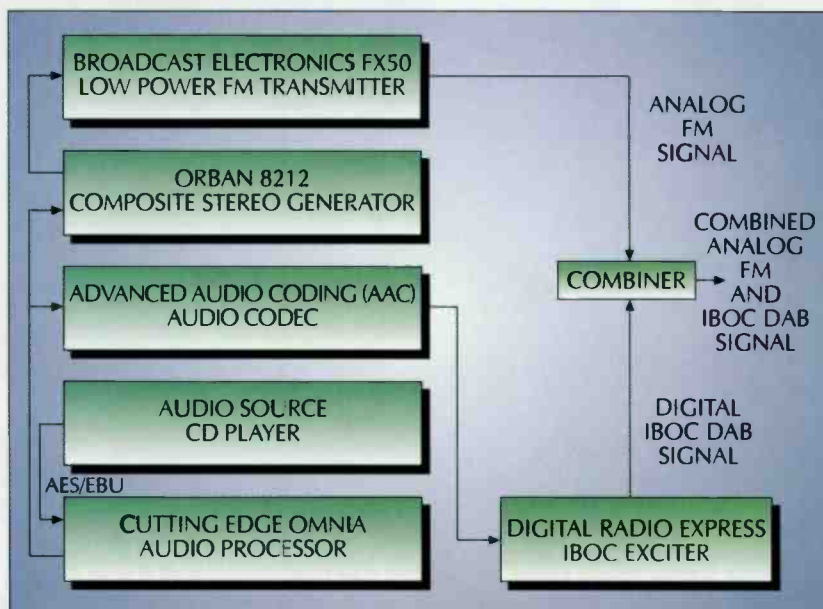 BROADCAST ELECTRONICS FX50
LOW POWER FM TRANSMITTER
ORBAN 8212
COMPOSITE STEREO GENERATOR
ADVANCED AUDIO CODING (AAC)
AUDIO CODEC
AUDIO SOURCE
CD PLAYER
AES/EBU
CUTTING EDGE OMNIA
AUDIO PROCESSOR
ANALOG
FM
SIGNAL
COMBINER
COMBINED
ANALOG
FM
AND
IBOC DAB
SIGNAL
DIGITAL
IBOC DAB
SIGNAL
DIGITAL RADIO EXPRESS
IBOC EXCITER